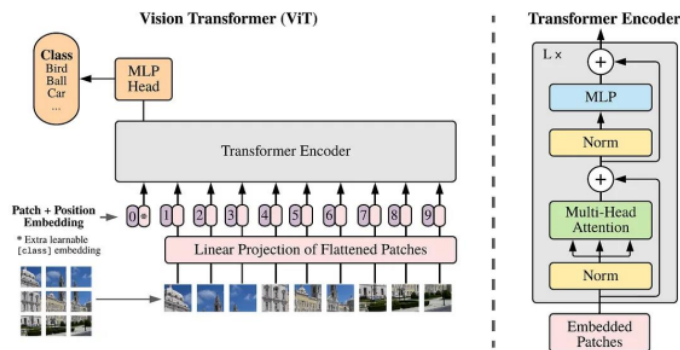 Vision Transformer (ViT)
Class
Bird
Ball
Car
...
MLP
Head
Transformer Encoder
Patch + Position
Embedding
0 * 1 2 3 4 5 6 7 8 9
* Extra learnable
[class] embedding
Linear Projection of Flattened Patches
Transformer Encoder
L x
+
MLP
Norm
+
Multi-Head
Attention
Norm
Embedded
Patches